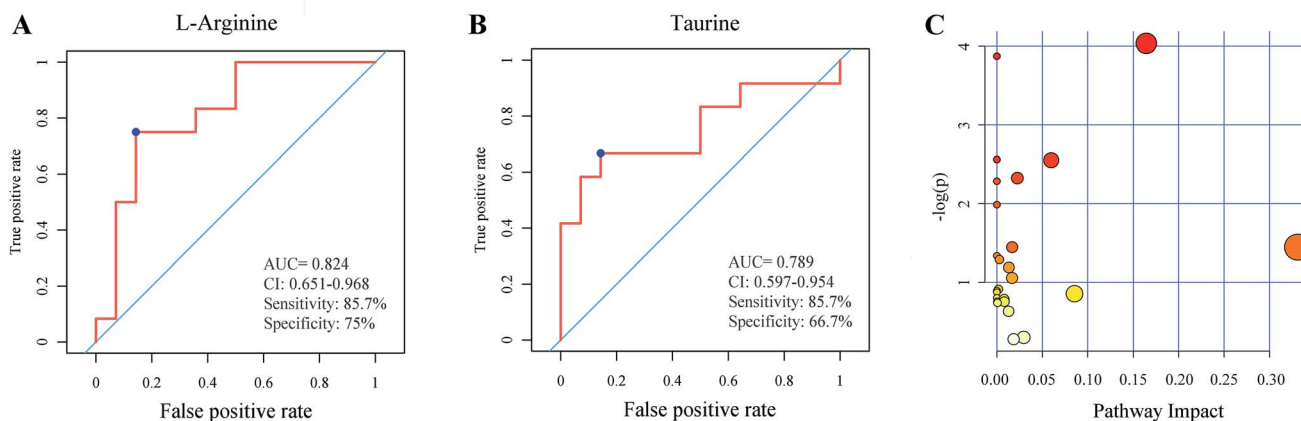 A
L-Arginine
True positive rate
1
0.8
0.6
0.4
0.2
0
AUC= 0.824
CI: 0.651-0.968
Sensitivity: 85.7%
Specificity: 75%
0 0.2 0.4 0.6 0.8 1
False positive rate
B
Taurine
True positive rate
1
0.8
0.6
0.4
0.2
0
AUC= 0.789
CI: 0.597-0.954
Sensitivity: 85.7%
Specificity: 66.7%
0 0.2 0.4 0.6 0.8 1
False positive rate
C
-log(p)
4
3
2
1
0.00 0.05 0.10 0.15 0.20 0.25 0.30
Pathway Impact